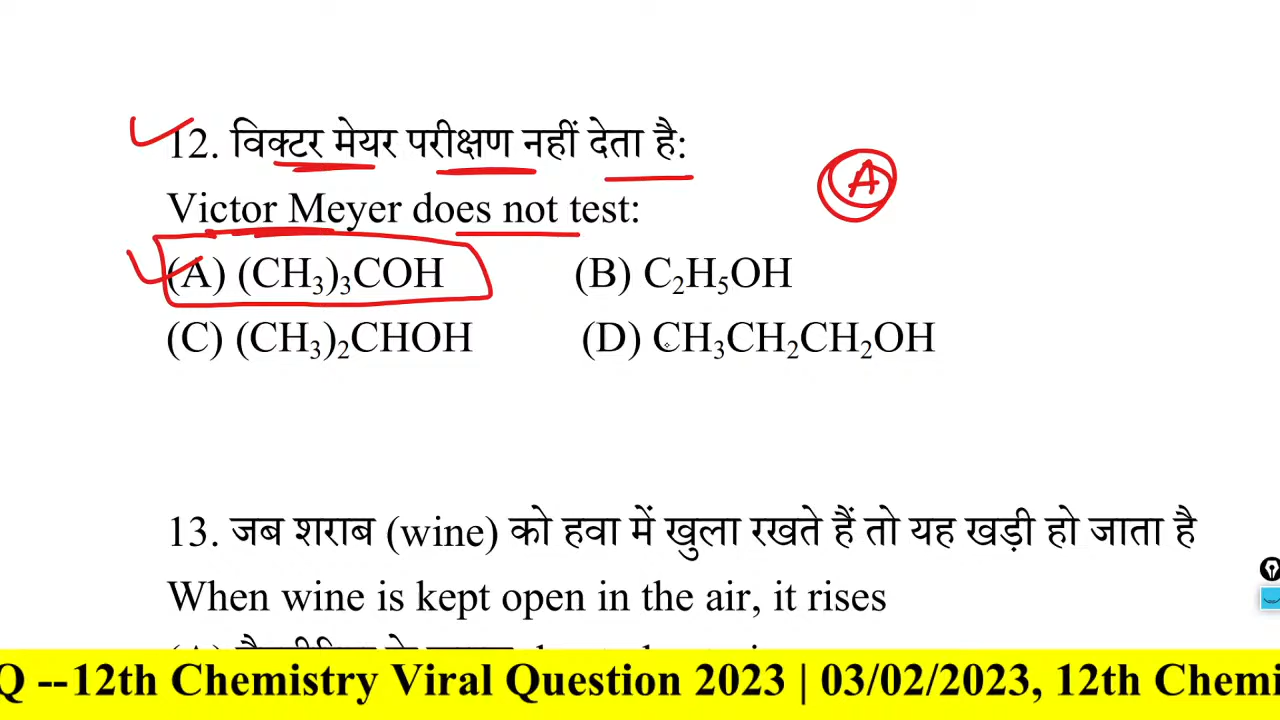 12. विक्टर मेयर परीक्षण नहीं देता है:
A
Victor Meyer does not test:
(A) (CH₃)₃COH (B) C₂H₅OH
(C) (CH₃)₂CHOH (D) CH₃CH₂CH₂OH
13. जब शराब (wine) को हवा में खुला रखते हैं तो यह खड़ी हो जाता है
When wine is kept open in the air, it rises
Q --12th Chemistry Viral Question 2023 | 03/02/2023, 12th Chemi